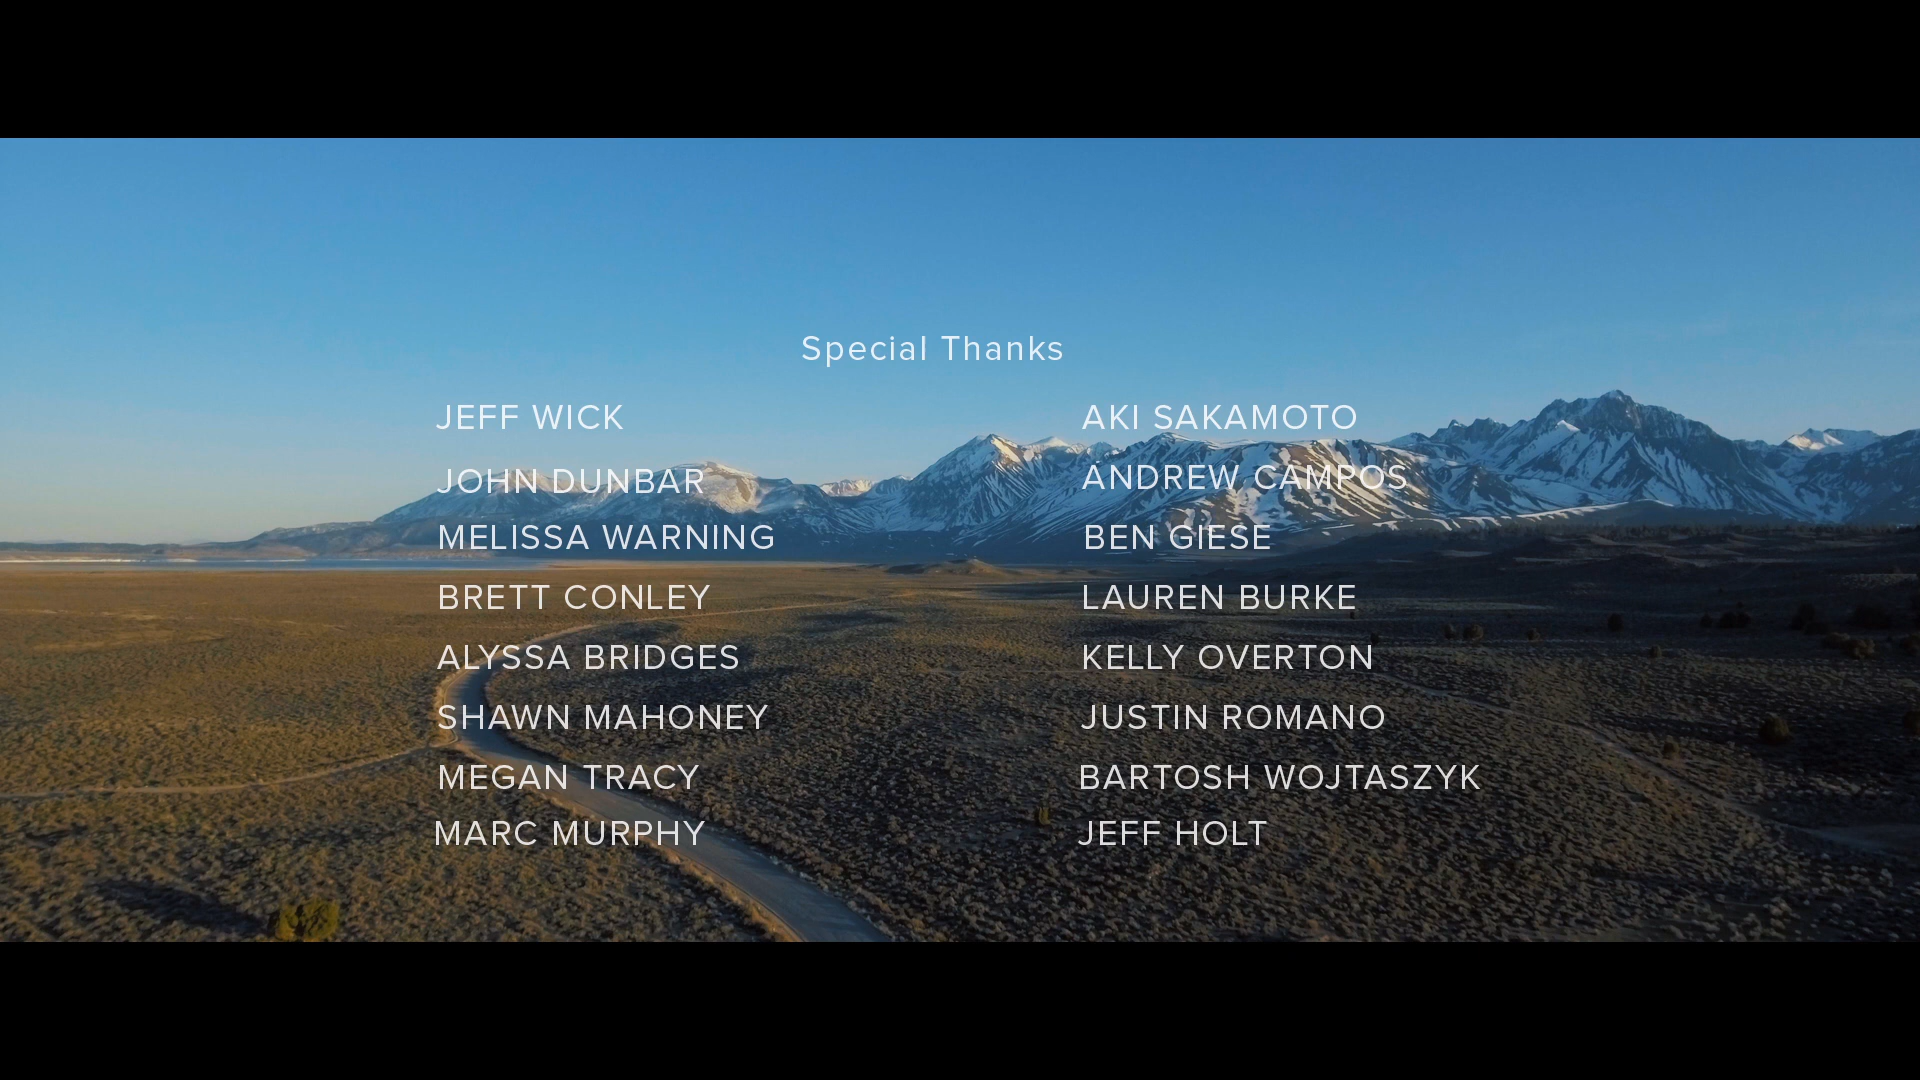 Special Thanks
JEFF WICK
JOHN DUNBAR
MELISSA WARNING
BRETT CONLEY
ALYSSA BRIDGES
SHAWN MAHONEY
MEGAN TRACY
MARC MURPHY
AKI SAKAMOTO
ANDREW CAMPOS
BEN GIESE
LAUREN BURKE
KELLY OVERTON
JUSTIN ROMANO
BARTOSH WOJTASZYK
JEFF HOLT